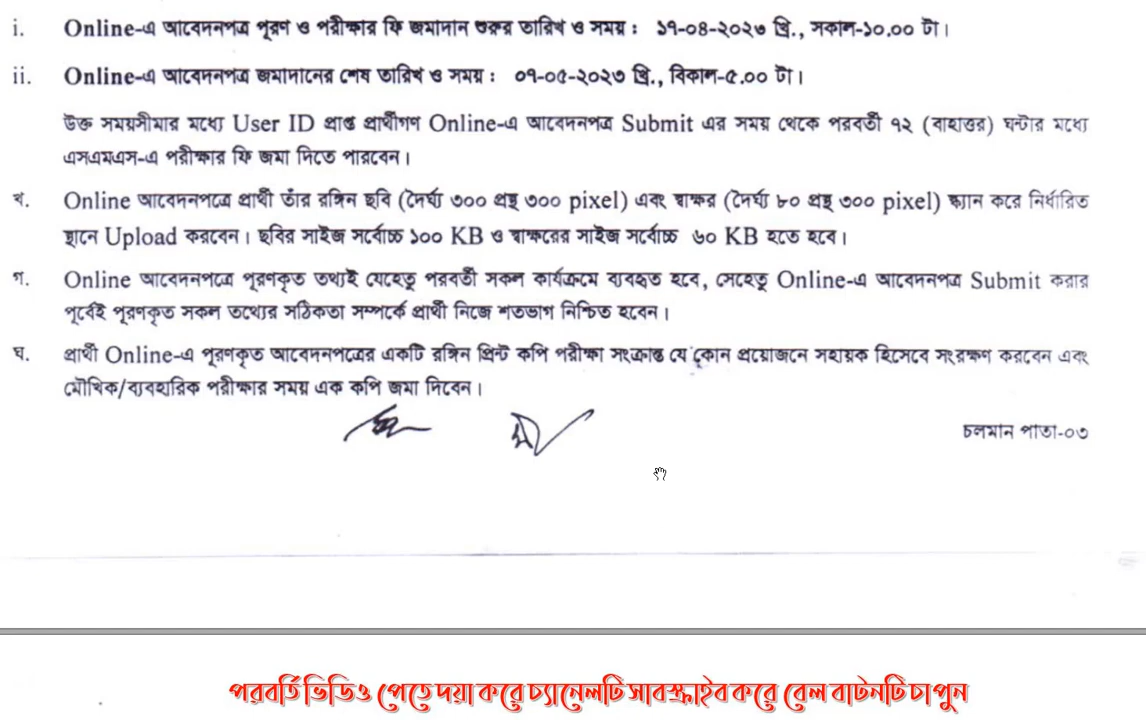 i. Online-এ আবেদনপত্র পূরণ ও পরীক্ষার ফি জমাদান শুরুর তারিখ ও সময় : ১৭-০৪-২০২৩ খ্রি., সকাল-১০.০০ টা।
ii. Online-এ আবেদনপত্র জমাদানের শেষ তারিখ ও সময় : ০৭-০৫-২০২৩ খ্রি., বিকাল-৫.০০ টা।
উক্ত সময়সীমার মধ্যে User ID প্রাপ্ত প্রার্থীগণ Online-এ আবেদনপত্র Submit এর সময় থেকে পরবর্তী ৭২ (বাহাত্তর) ঘন্টার মধ্যে
এসএমএস-এ পরীক্ষার ফি জমা দিতে পারবেন।
খ. Online আবেদনপত্রে প্রার্থী তাঁর রঙ্গিন ছবি (দৈর্ঘ্য ৩০০ প্রস্থ ৩০০ pixel) এবং স্বাক্ষর (দৈর্ঘ্য ৮০ প্রস্থ ৩০০ pixel) স্ক্যান করে নির্ধারিত
স্থানে Upload করবেন। ছবির সাইজ সর্বোচ্চ ১০০ KB ও স্বাক্ষরের সাইজ সর্বোচ্চ ৬০ KB হতে হবে।
গ. Online আবেদনপত্রে পূরণকৃত তথ্যই যেহেতু পরবর্তী সকল কার্যক্রমে ব্যবহৃত হবে, সেহেতু Online-এ আবেদনপত্র Submit করার
পূর্বেই পূরণকৃত সকল তথ্যের সঠিকতা সম্পর্কে প্রার্থী নিজে শতভাগ নিশ্চিত হবেন।
ঘ. প্রার্থী Online-এ পূরণকৃত আবেদনপত্রের একটি রঙ্গিন প্রিন্ট কপি পরীক্ষা সংক্রান্ত যে কোন প্রয়োজনে সহায়ক হিসেবে সংরক্ষণ করবেন এবং
মৌখিক/ব্যবহারিক পরীক্ষার সময় এক কপি জমা দিবেন।
চলমান পাতা-০৩
পরবর্তি ভিডিও পেতে দয়া করে চ্যানেলটি সাবস্ক্রাইব করে বেল বাটনটি চাপুন